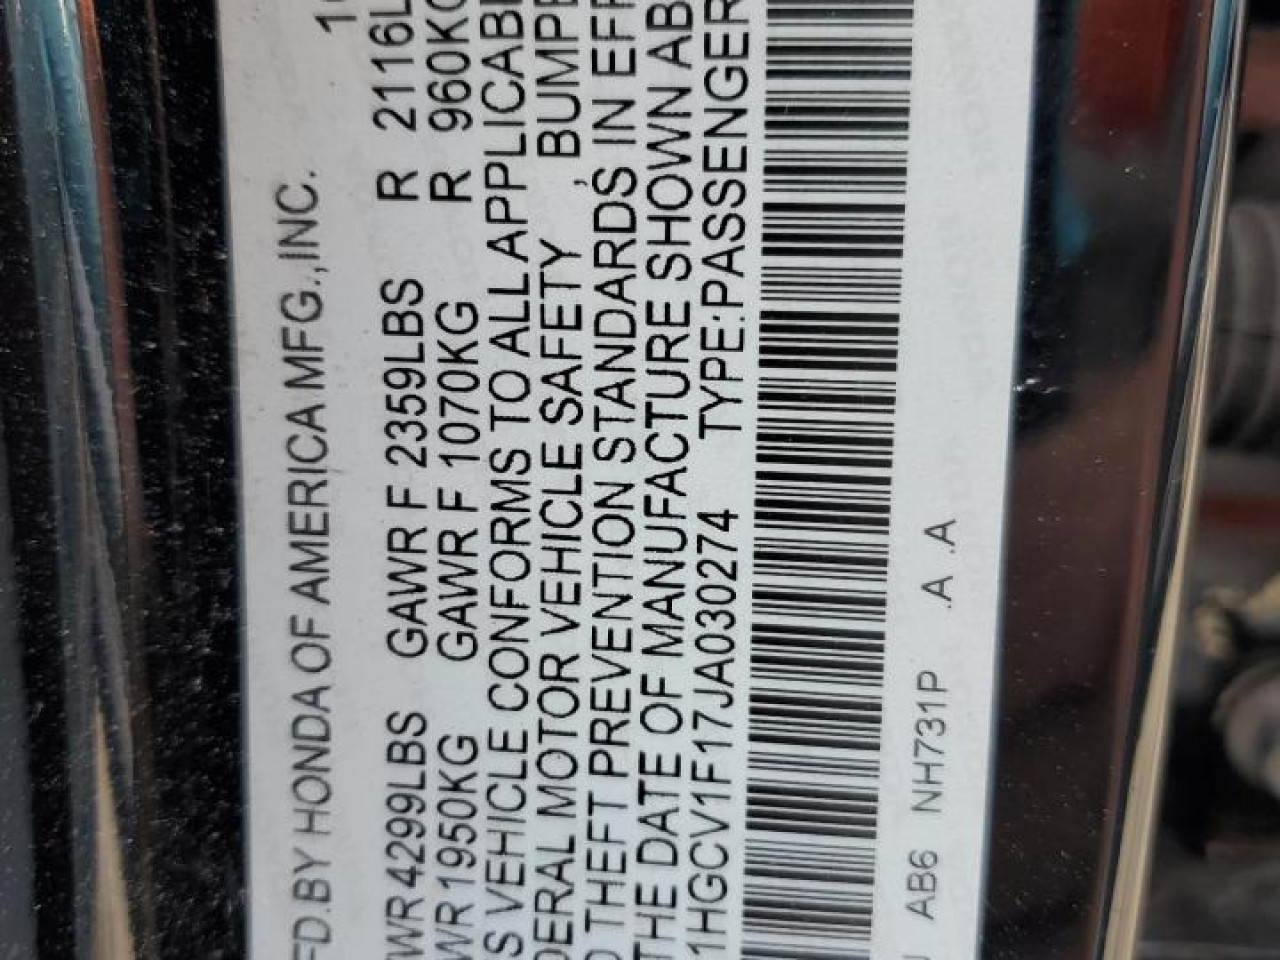 FD.BY HONDA OF AMERICA MFG.,INC. 10
WR 4299LBS GAWR F 2359LBS R 2116L
WR 1950KG GAWR F 1070KG R 960KG
S VEHICLE CONFORMS TO ALL APPLICABL
DERAL MOTOR VEHICLE SAFETY , BUMPE
D THEFT PREVENTION STANDARDS IN EFF
THE DATE OF MANUFACTURE SHOWN AB
1HGCV1F17JA030274 TYPE:PASSENGER
AB6 NH731P .A .A